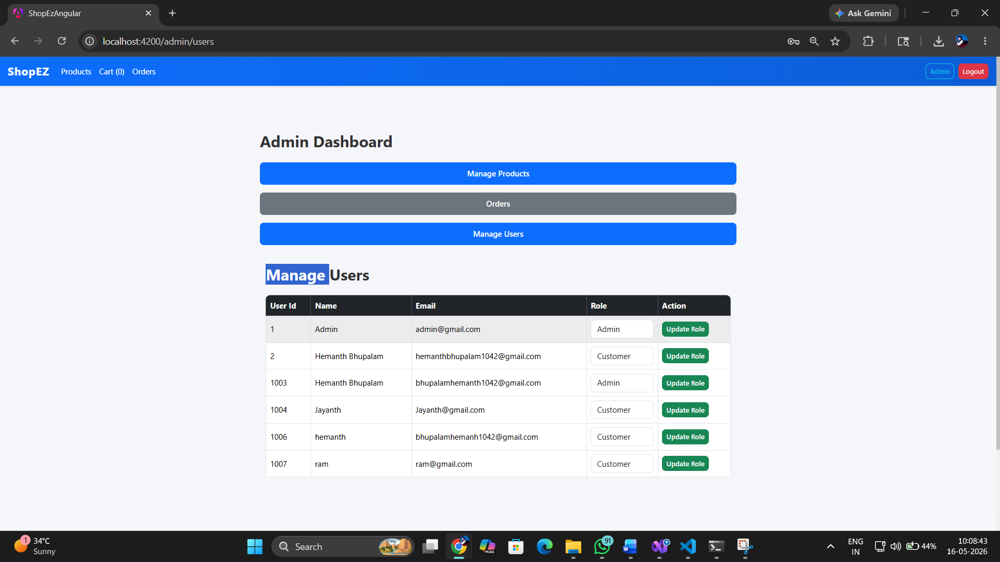 ShopEzAngular
Ask Gemini
localhost:4200/admin/users
ShopEZ Products Cart (0) Orders Admin Logout
Admin Dashboard
Manage Products
Orders
Manage Users
Manage Users
User Id Name Email Role Action
1 Admin admin@gmail.com Admin Update Role
2 Hemanth Bhupalam hemanthbhupalam1042@gmail.com Customer Update Role
1003 Hemanth Bhupalam bhupalamhemanth1042@gmail.com Admin Update Role
1004 Jayanth Jayanth@gmail.com Customer Update Role
1006 hemanth bhupalamhemanh1042@gmail.com Customer Update Role
1007 ram ram@gmail.com Customer Update Role
1 34°C
Sunny
Search
M365
91
W
ENG
IN
44%
10:08:43
16-05-2026